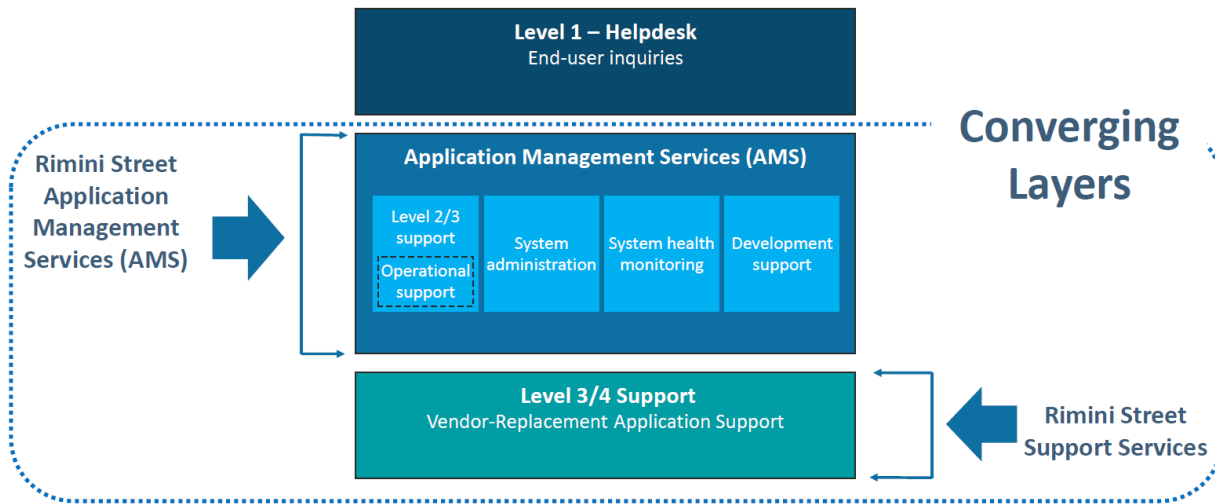 Level 1 – Helpdesk
End-user inquiries
Converging
Layers
Rimini Street
Application
Management
Services (AMS)
Application Management Services (AMS)
Level 2/3
support
Operational
support
System
administration
System health
monitoring
Development
support
Level 3/4 Support
Vendor-Replacement Application Support
Rimini Street
Support Services